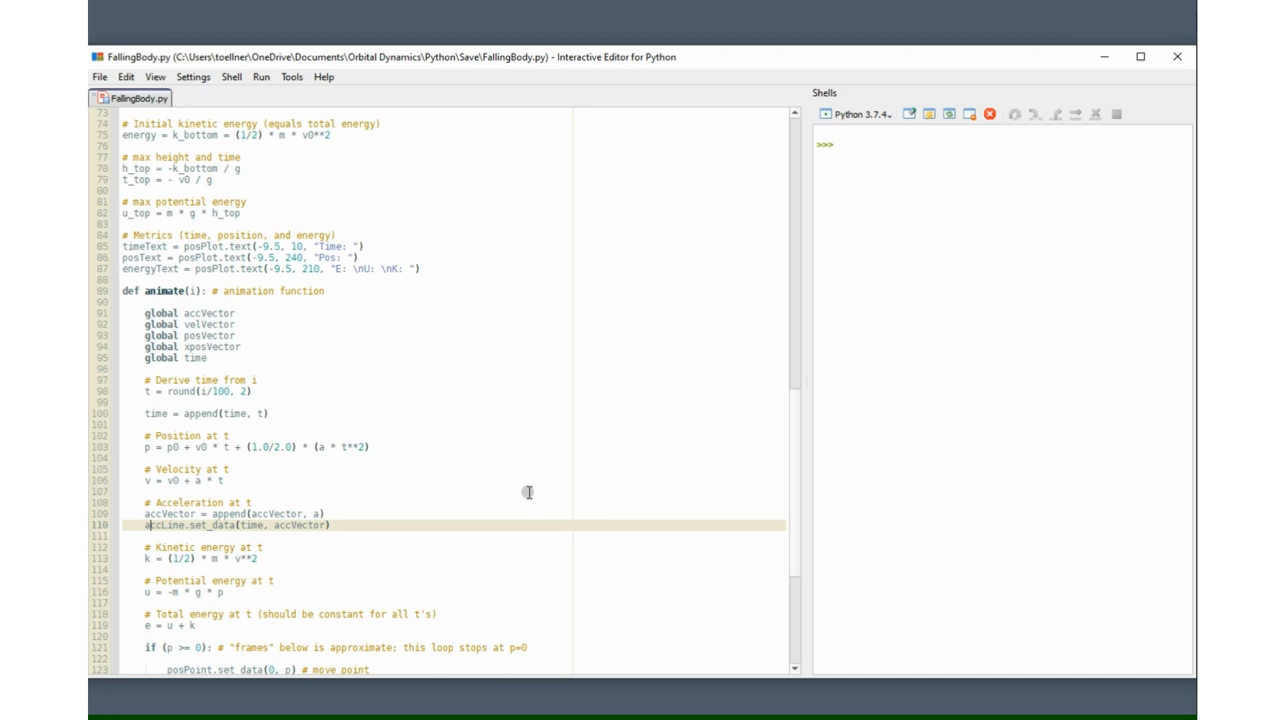 FallingBody.py (C:\Users\toellner\OneDrive\Documents\Orbital Dynamics\Python\Save\FallingBody.py) - Interactive Editor for Python
File Edit View Settings Shell Run Tools Help
FallingBody.py
Shells
Python 3.7.4
>>>
73
74 # Initial kinetic energy (equals total energy)
75 energy = k_bottom = (1/2) * m * v0**2
76
77 # max height and time
78 h_top = -k_bottom / g
79 t_top = - v0 / g
80
81 # max potential energy
82 u_top = m * g * h_top
83
84 # Metrics (time, position, and energy)
85 timeText = posPlot.text(-9.5, 10, "Time: ")
86 posText = posPlot.text(-9.5, 240, "Pos: ")
87 energyText = posPlot.text(-9.5, 210, "E: \nU: \nK: ")
88
89 def animate(i): # animation function
90
91 global accVector
92 global velVector
93 global posVector
94 global xposVector
95 global time
96
97 # Derive time from i
98 t = round(i/100, 2)
99
100 time = append(time, t)
101
102 # Position at t
103 p = p0 + v0 * t + (1.0/2.0) * (a * t**2)
104
105 # Velocity at t
106 v = v0 + a * t
107
108 # Acceleration at t
109 accVector = append(accVector, a)
110 accLine.set_data(time, accVector)
111
112 # Kinetic energy at t
113 k = (1/2) * m * v**2
114
115 # Potential energy at t
116 u = -m * g * p
117
118 # Total energy at t (should be constant for all t's)
119 e = u + k
120
121 if (p >= 0): # "frames" below is approximate; this loop stops at p=0
122
123 posPoint.set_data(0, p) # move point